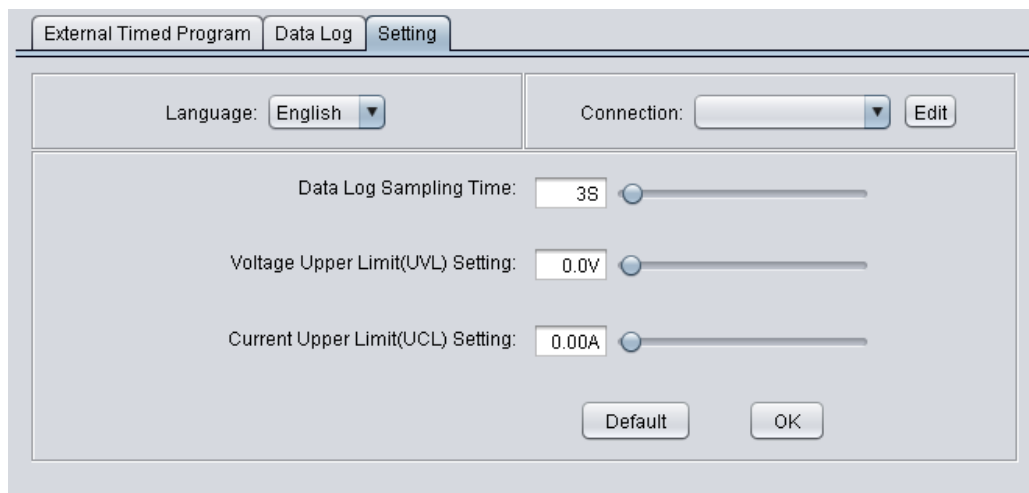 External Timed Program Data Log Setting
Language: English Connection: Edit
Data Log Sampling Time: 3S
Voltage Upper Limit(UVL) Setting: 0.0V
Current Upper Limit(UCL) Setting: 0.00A
Default OK